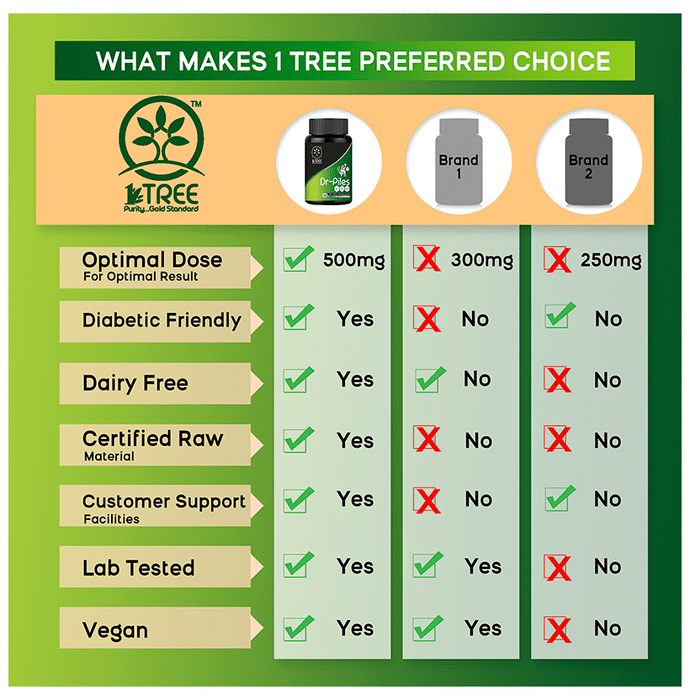 WHAT MAKES 1 TREE PREFERRED CHOICE
TM
1 TREE
Purity...Gold Standard
Dr-Piles
Brand 
1
Brand
2
Optimal Dose
For Optimal Result
500mg
300mg
250mg
Diabetic Friendly
Yes
No
No
Dairy Free
Yes
No
No
Certified Raw
Material
Yes
No
No
Customer Support
Facilities
Yes
No
No
Lab Tested
Yes
Yes
No
Vegan
Yes
Yes
No